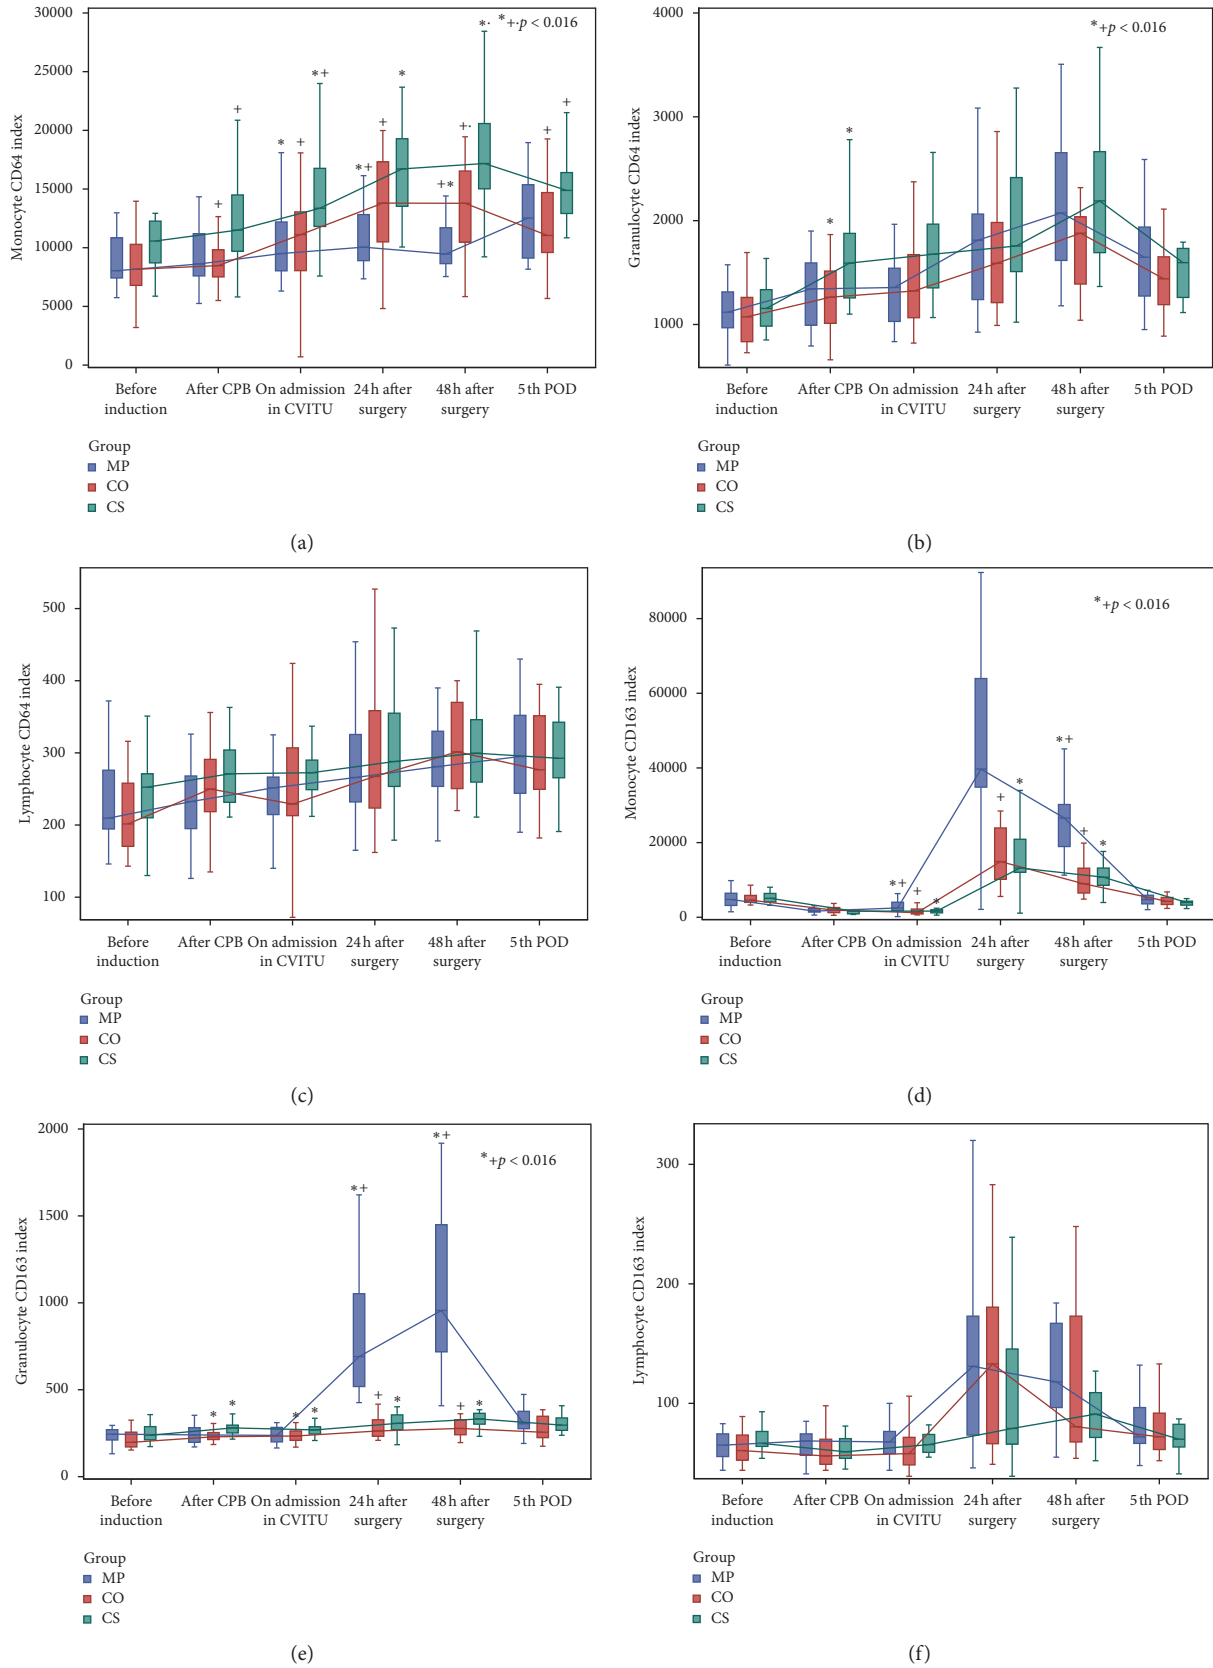 30000
25000
20000
15000
10000
5000
0
Monocyte CD64 index
*· *+·p < 0.016
* + * + *+ + *+ + * +* +· + +
Before induction
After CPB
On admission in CVITU
24 h after surgery
48 h after surgery
5th POD
Group
MP
CO
CS
(a)
4000
3000
2000
1000
Granulocyte CD64 index
*+p < 0.016
* *
Before induction
After CPB
On admission in CVITU
24 h after surgery
48 h after surgery
5th POD
Group
MP
CO
CS
(b)
500
400
300
200
100
Lymphocyte CD64 index
Before induction
After CPB
On admission in CVITU
24 h after surgery
48 h after surgery
5th POD
Group
MP
CO
CS
(c)
80000
60000
40000
20000
0
Monocyte CD163 index
*+p < 0.016
*+ + * + * *+ + *
Before induction
After CPB
On admission in CVITU
24 h after surgery
48 h after surgery
5th POD
Group
MP
CO
CS
(d)
2000
1500
1000
500
0
Granulocyte CD163 index
*+p < 0.016
* * * * *+ + * *+ + *
Before induction
After CPB
On admission in CVITU
24 h after surgery
48 h after surgery
5th POD
Group
MP
CO
CS
(e)
300
200
100
Lymphocyte CD163 index
Before induction
After CPB
On admission in CVITU
24 h after surgery
48 h after surgery
5th POD
Group
MP
CO
CS
(f)